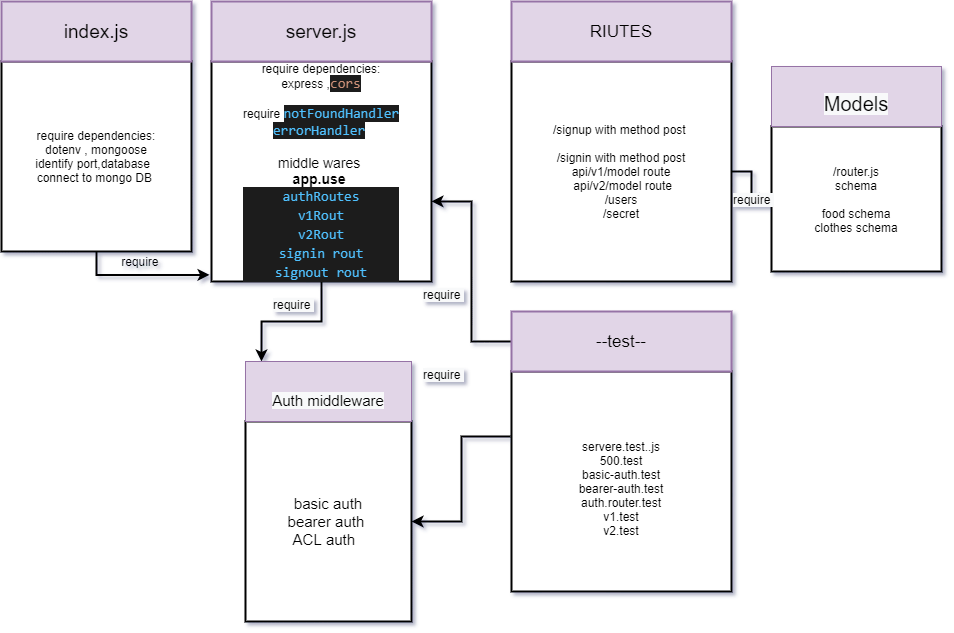 index.js
require dependencies:
dotenv , mongoose
identify port,database
connect to mongo DB
require
server.js
require dependencies:
express ,cors
require notFoundHandler
errorHandler
middle wares
app.use
authRoutes
v1Rout
v2Rout
signin rout
signout rout
require
Auth middleware
basic auth
bearer auth
ACL auth
require
require
RIUTES
/signup with method post
/signin with method post
api/v1/model route
api/v2/model route
/users
/secret
require
Models
/router.js
schema
food schema
clothes schema
--test--
servere.test..js
500.test
basic-auth.test
bearer-auth.test
auth.router.test
v1.test
v2.test